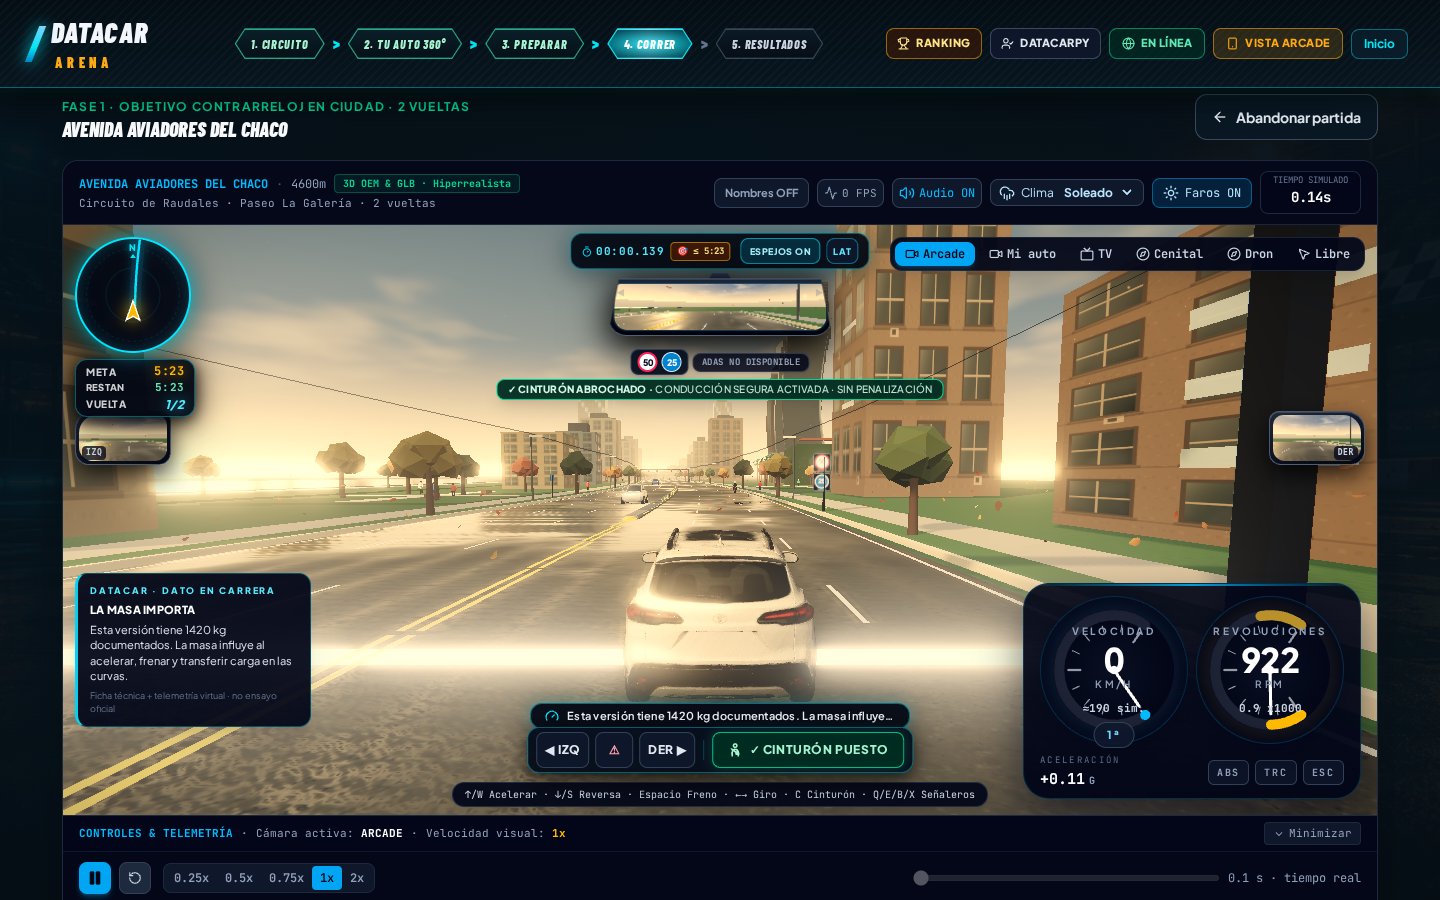 DATACAR
ARENA
1. CIRCUITO > 2. TU AUTO 360° > 3. PREPARAR > 4. CORRER > 5. RESULTADOS
RANKING
DATACARPY
EN LÍNEA
VISTA ARCADE
Inicio
FASE 1 · OBJETIVO CONTRARRELOJ EN CIUDAD · 2 VUELTAS
AVENIDA AVIADORES DEL CHACO
← Abandonar partida
AVENIDA AVIADORES DEL CHACO · 4600m 3D OEM & GLB · Hiperrealista
Circuito de Raudales · Paseo La Galería · 2 vueltas
Nombres OFF
0 FPS
Audio ON
Clima Soleado
Faros ON
TIEMPO SIMULADO
0.14s
N
00:00.139
≤ 5:23
ESPEJOS ON
LAT
Arcade
Mi auto
TV
Cenital
Dron
Libre
50
25
ADAS NO DISPONIBLE
✓ CINTURÓN ABROCHADO · CONDUCCIÓN SEGURA ACTIVADA · SIN PENALIZACIÓN
META 5:23
RESTAN 5:23
VUELTA 1/2
IZQ
DER
DATACAR · DATO EN CARRERA
LA MASA IMPORTA
Esta versión tiene 1420 kg
documentados. La masa influye al
acelerar, frenar y transferir carga en las
curvas.
Ficha técnica + telemetría virtual · no ensayo
oficial
VELOCIDAD
0
KM/H
≈190 sim.
1ª
REVOLUCIONES
922
RPM
0.9 x1000
ACELERACIÓN
+0.11 G
ABS
TRC
ESC
Esta versión tiene 1420 kg documentados. La masa influye…
◀ IZQ
⚠
DER ▶
✓ CINTURÓN PUESTO
↑/W Acelerar · ↓/S Reversa · Espacio Freno · ←→ Giro · C Cinturón · Q/E/B/X Señaleros
CONTROLES & TELEMETRÍA · Cámara activa: ARCADE · Velocidad visual: 1x
Minimizar
0.25x 0.5x 0.75x 1x 2x
0.1 s · tiempo real